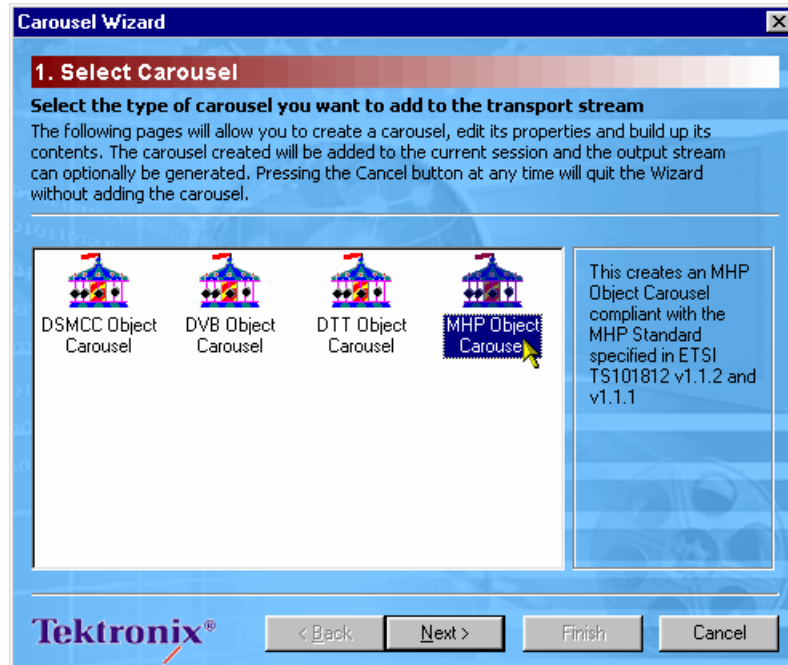 Carousel Wizard
1. Select Carousel
Select the type of carousel you want to add to the transport stream
The following pages will allow you to create a carousel, edit its properties and build up its
contents. The carousel created will be added to the current session and the output stream
can optionally be generated. Pressing the Cancel button at any time will quit the Wizard
without adding the carousel.
DSMCC Object
Carousel
DVB Object
Carousel
DTT Object
Carousel
MHP Object
Carousel
This creates an MHP
Object Carousel
compliant with the
MHP Standard
specified in ETSI
TS101812 v1.1.2 and
v1.1.1
Tektronix®
< Back
Next >
Finish
Cancel